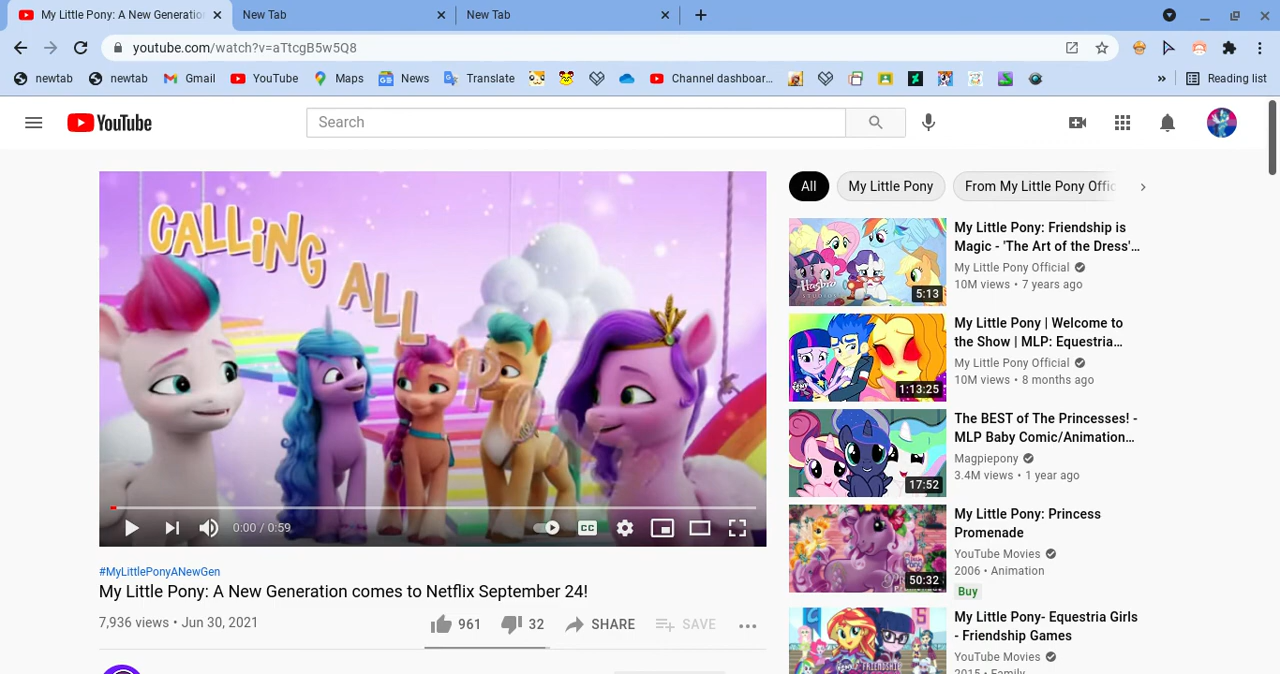 My Little Pony: A New Generation
New Tab
New Tab
youtube.com/watch?v=aTtcgB5w5Q8
newtab
newtab
Gmail
YouTube
Maps
News
Translate
Channel dashboar...
»
Reading list
YouTube
Search
CALLING
ALL
All
My Little Pony
From My Little Pony Offic
My Little Pony: Friendship is
Magic - 'The Art of the Dress'...
My Little Pony Official
10M views • 7 years ago
5:13
My Little Pony | Welcome to
the Show | MLP: Equestria...
My Little Pony Official
10M views • 8 months ago
1:13:25
The BEST of The Princesses! -
MLP Baby Comic/Animation...
Magpiepony
3.4M views • 1 year ago
17:52
My Little Pony: Princess
Promenade
YouTube Movies
2006 • Animation
50:32
Buy
My Little Pony- Equestria Girls
- Friendship Games
YouTube Movies
2015 • Family
0:00 / 0:59
CC
#MyLittlePonyANewGen
My Little Pony: A New Generation comes to Netflix September 24!
7,936 views • Jun 30, 2021
961
32
SHARE
SAVE